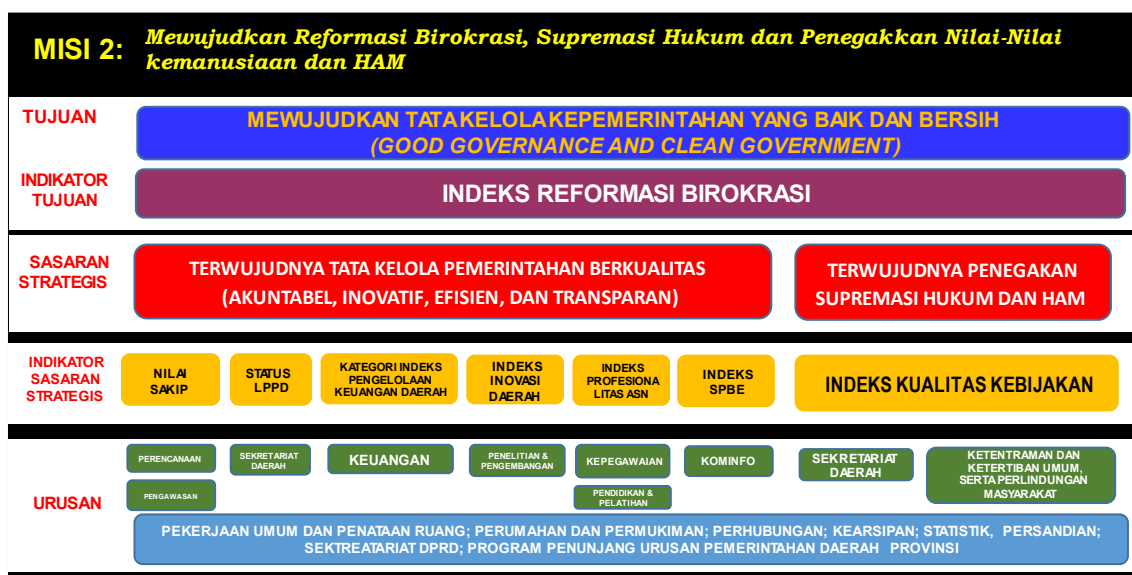 MISI 2:
Mewujudkan Reformasi Birokrasi, Supremasi Hukum dan Penegakkan Nilai-Nilai
kemanusiaan dan HAM
TUJUAN
MEWUJUDKAN TATA KELOLA KEPEMERINTAHAN YANG BAIK DAN BERSIH
(GOOD GOVERNANCE AND CLEAN GOVERNMENT)
INDIKATOR
TUJUAN
INDEKS REFORMASI BIROKRASI
SASARAN
STRATEGIS
TERWUJUDNYA TATA KELOLA PEMERINTAHAN BERKUALITAS
(AKUNTABEL, INOVATIF, EFISIEN, DAN TRANSPARAN)
TERWUJUDNYA PENEGAKAN
SUPREMASI HUKUM DAN HAM
INDIKATOR
SASARAN
STRATEGIS
NILAI
SAKIP
STATUS
LPPD
KATEGORI INDEKS
PENGELOLAAN
KEUANGAN DAERAH
INDEKS
INOVASI
DAERAH
INDEKS
PROFESIONA
LITAS ASN
INDEKS
SPBE
INDEKS KUALITAS KEBIJAKAN
URUSAN
PERENCANAAN
SEKRETARIAT
DAERAH
KEUANGAN
PENELITIAN &
PENGEMBANGAN
KEPEGAWAIAN
KOMINFO
SEKRETARIAT
DAERAH
KETENTRAMAN DAN
KETERTIBAN UMUM,
SERTA PERLINDUNGAN
MASYARAKAT
PENGAWASAN
PENDIDIKAN &
PELATIHAN
PEKERJAAN UMUM DAN PENATAAN RUANG; PERUMAHAN DAN PERMUKIMAN; PERHUBUNGAN; KEARSIPAN; STATISTIK, PERSANDIAN;
SEKTREATARIAT DPRD; PROGRAM PENUNJANG URUSAN PEMERINTAHAN DAERAH PROVINSI